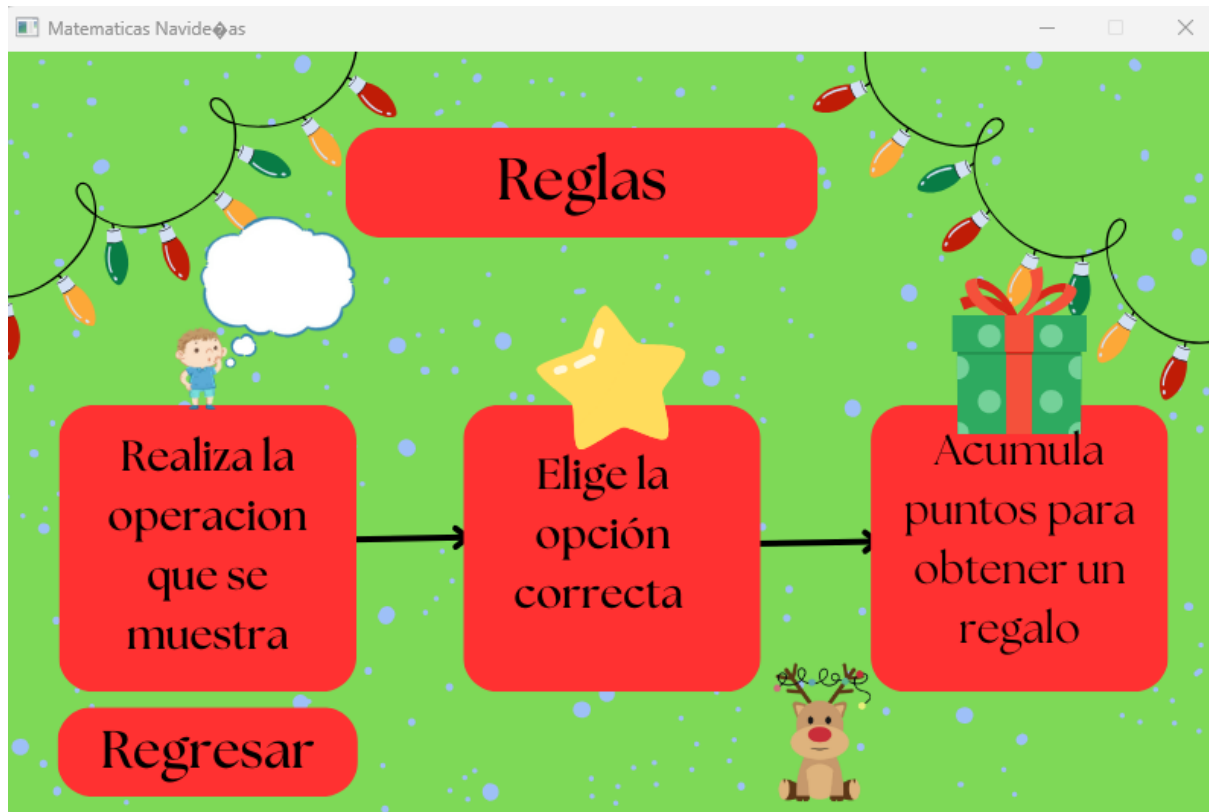 Matematicas Navide�as
Reglas
Realiza la
operacion
que se
muestra
Elige la
opción
correcta
Acumula
puntos para
obtener un
regalo
Regresar